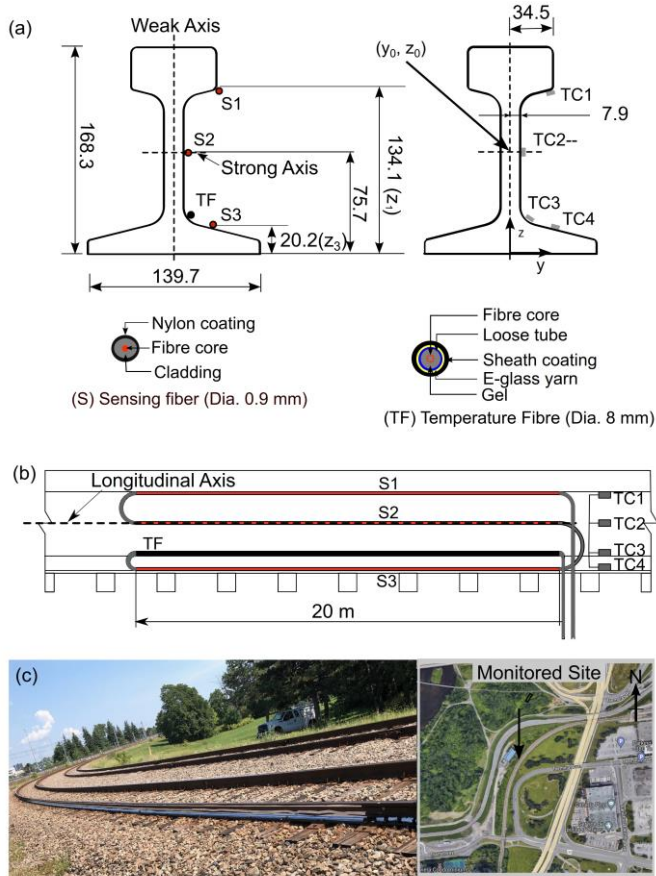 (a)
Weak Axis
34.5
(y₀, z₀)
S1
TC1
7.9
168.3
S2
TC2--
134.1 (z₁)
Strong Axis
75.7
TF
S3
TC3
TC4
20.2(z₃)
z
y
139.7
Nylon coating
Fibre core
Cladding
(S) Sensing fiber (Dia. 0.9 mm)
Fibre core
Loose tube
Sheath coating
E-glass yarn
Gel
(TF) Temperature Fibre (Dia. 8 mm)
(b)
Longitudinal Axis
S1
TC1
S2
TC2
TF
TC3
TC4
S3
20 m
(c)
Monitored Site
N